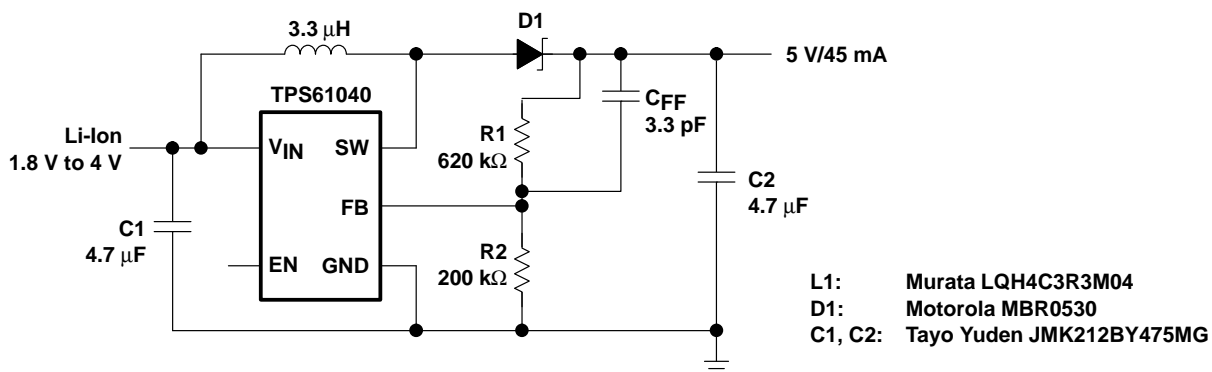 D1
3.3 µH
5 V/45 mA
TPS61040
CFF
3.3 pF
Li-Ion
1.8 V to 4 V
VIN
SW
R1
620 kΩ
C2
4.7 µF
FB
C1
4.7 µF
EN
GND
R2
200 kΩ
L1: Murata LQH4C3R3M04
D1: Motorola MBR0530
C1, C2: Tayo Yuden JMK212BY475MG